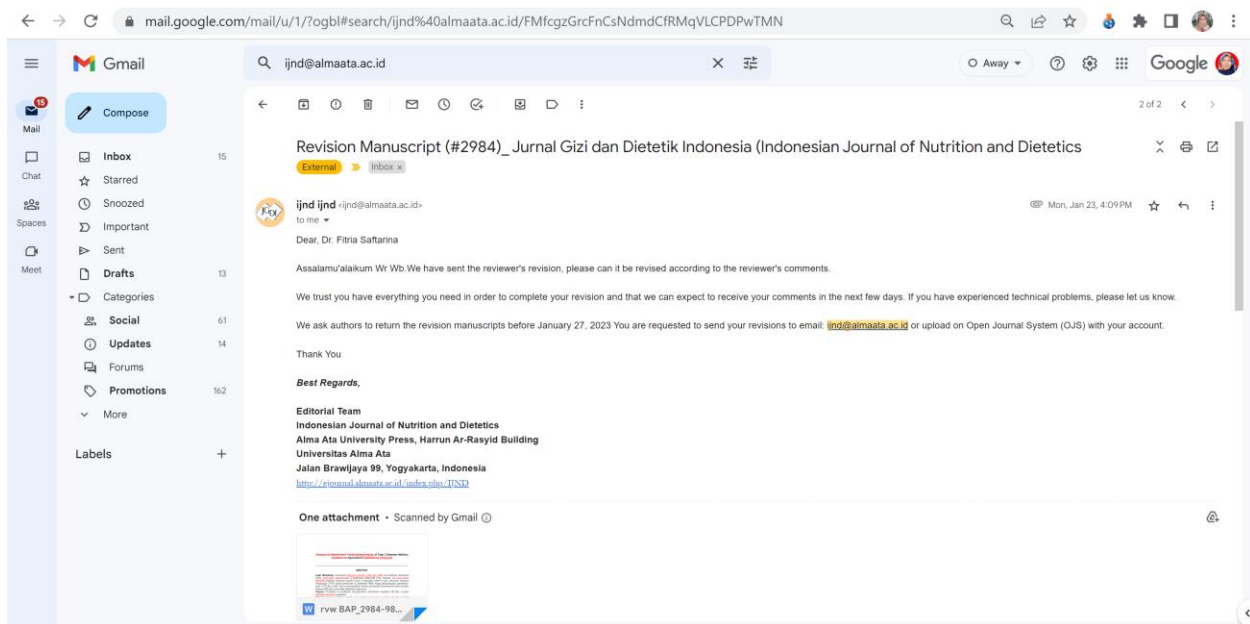 mail.google.com/mail/u/1/?ogbl#search/ijnd%40almaata.ac.id/FMfcgzGrcFnCsNdmdCfRMqVLCPDPwTMN
Gmail
ijnd@almaata.ac.id
Away
Google
15
Mail
Chat
Spaces
Meet
Compose
Inbox 15
Starred
Snoozed
Important
Sent
Drafts 13
Categories
Social 61
Updates 14
Forums
Promotions 162
More
Labels +
2 of 2
Revision Manuscript (#2984)_ Jurnal Gizi dan Dietetik Indonesia (Indonesian Journal of Nutrition and Dietetics
External Inbox x
ijnd ijnd <ijnd@almaata.ac.id> Mon, Jan 23, 4:09 PM
to me
Dear, Dr. Fitria Saftarina
Assalamu'alaikum Wr Wb.We have sent the reviewer's revision, please can it be revised according to the reviewer's comments.
We trust you have everything you need in order to complete your revision and that we can expect to receive your comments in the next few days. If you have experienced technical problems, please let us know.
We ask authors to return the revision manuscripts before January 27, 2023 You are requested to send your revisions to email: ijnd@almaata.ac.id or upload on Open Journal System (OJS) with your account.
Thank You
Best Regards,
Editorial Team
Indonesian Journal of Nutrition and Dietetics
Alma Ata University Press, Harrun Ar-Rasyid Building
Universitas Alma Ata
Jalan Brawijaya 99, Yogyakarta, Indonesia
http://ejournal.almaata.ac.id/index.php/IJND
One attachment • Scanned by Gmail
W rvw BAP_2984-98...